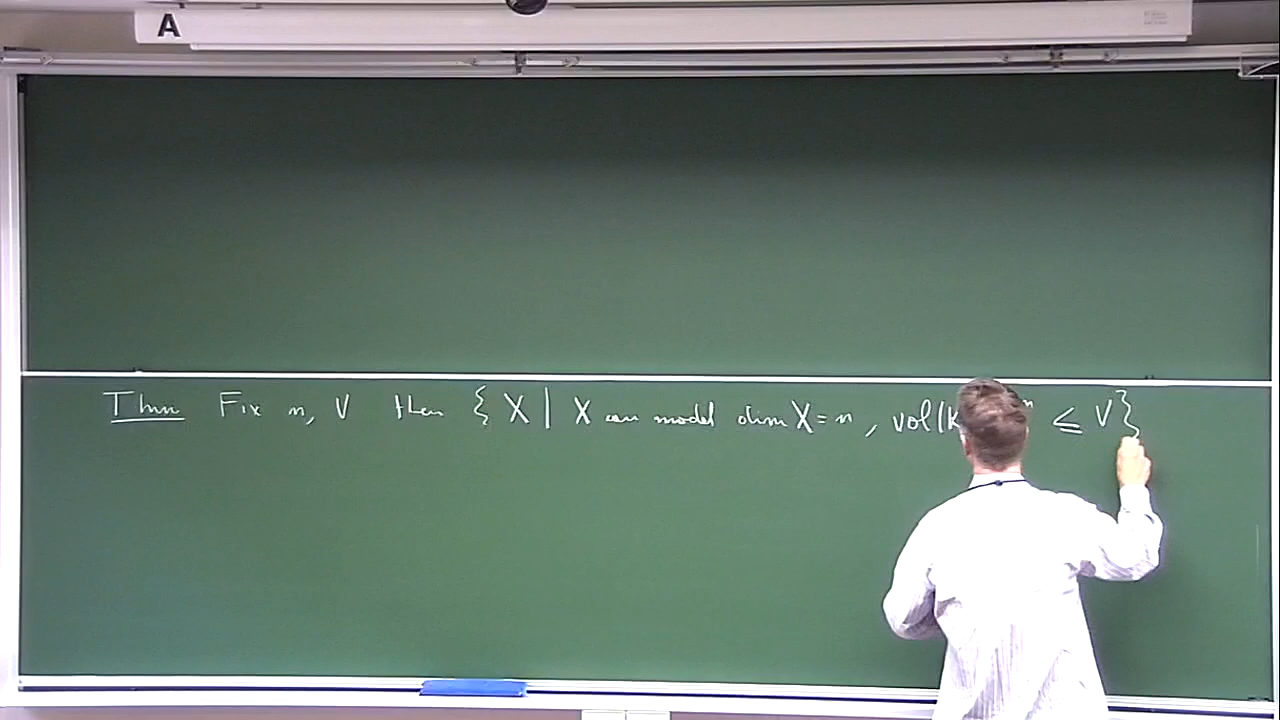 A
Thm Fix n, V then { X | X can model dim X = n, vol(K n ≤ V }